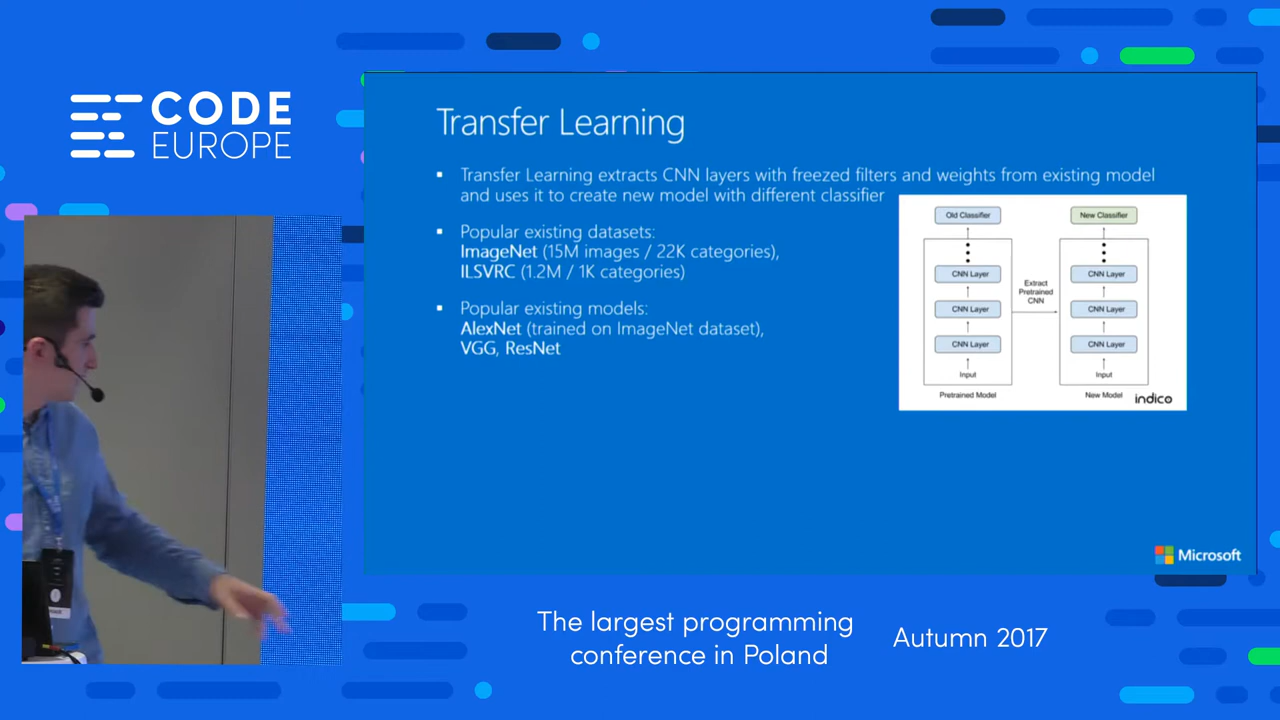 CODE
EUROPE
Transfer Learning
▪ Transfer Learning extracts CNN layers with freezed filters and weights from existing model
and uses it to create new model with different classifier
▪ Popular existing datasets:
ImageNet (15M images / 22K categories),
ILSVRC (1.2M / 1K categories)
▪ Popular existing models:
AlexNet (trained on ImageNet dataset),
VGG, ResNet
Old Classifier
CNN Layer
CNN Layer
CNN Layer
Input
Pretrained Model
Extract
Pretrained
CNN
New Classifier
CNN Layer
CNN Layer
CNN Layer
Input
New Model
indico
Microsoft
The largest programming
conference in Poland
Autumn 2017